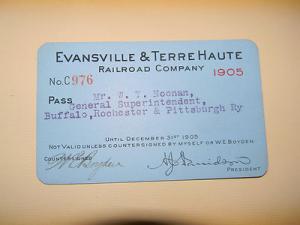 EVANSVILLE & TERRE HAUTE
RAILROAD COMPANY 1905
No. C976
PASS Mr. W. T. Noonan,
General Superintendent,
Buffalo, Rochester & Pittsburgh Ry
UNTIL DECEMBER 31ST 1905
NOT VALID UNLESS COUNTERSIGNED BY MYSELF OR W.E. BOYDEN
W E Boyden
PRESIDENT